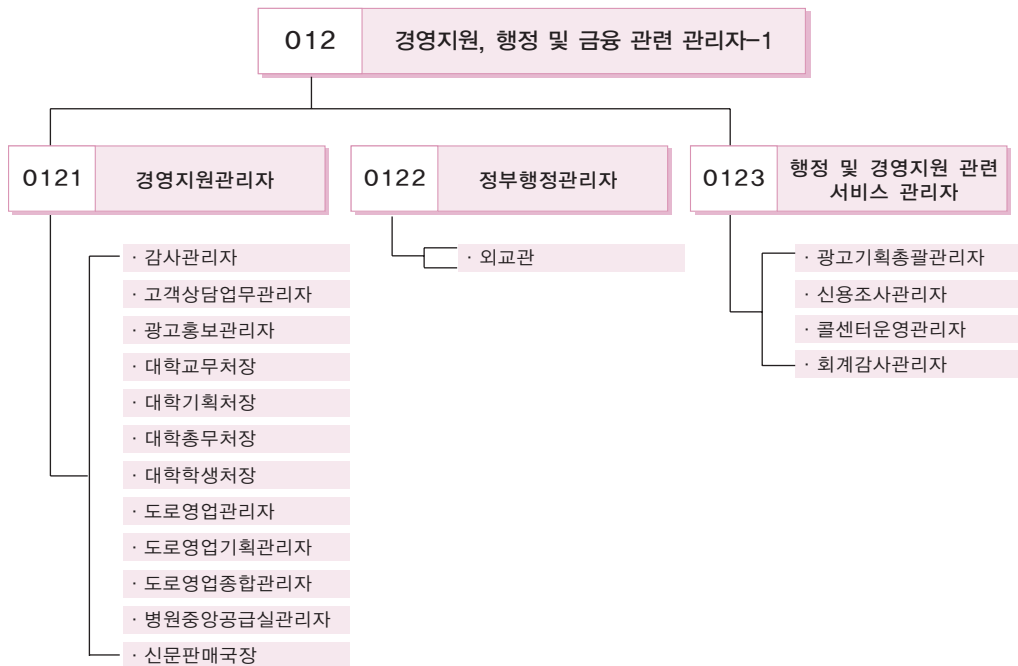 012 경영지원, 행정 및 금융 관련 관리자-1
0121 경영지원관리자
· 감사관리자
· 고객상담업무관리자
· 광고홍보관리자
· 대학교무처장
· 대학기획처장
· 대학총무처장
· 대학학생처장
· 도로영업관리자
· 도로영업기획관리자
· 도로영업종합관리자
· 병원중앙공급실관리자
· 신문판매국장
0122 정부행정관리자
· 외교관
0123 행정 및 경영지원 관련
서비스 관리자
· 광고기획총괄관리자
· 신용조사관리자
· 콜센터운영관리자
· 회계감사관리자